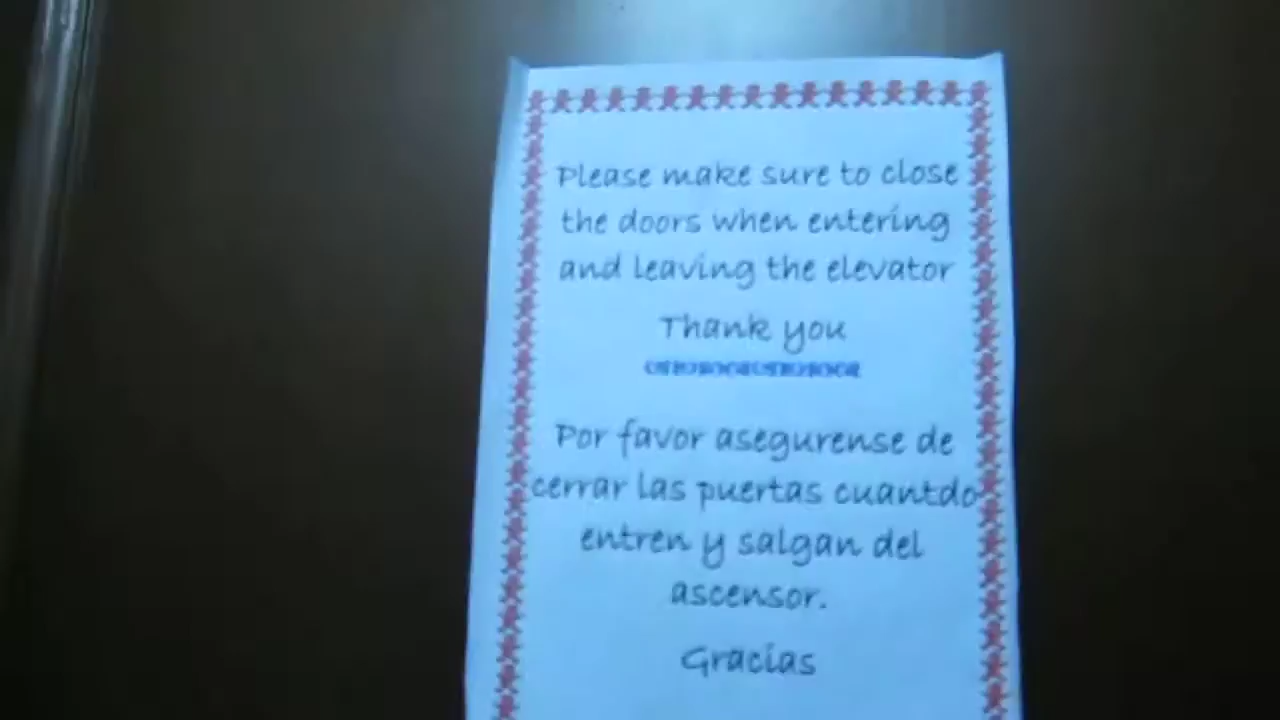 Please make sure to close
the doors when entering
and leaving the elevator
Thank you
Por favor asegurense de
cerrar las puertas cuantdo
entren y salgan del
ascensor.
Gracias